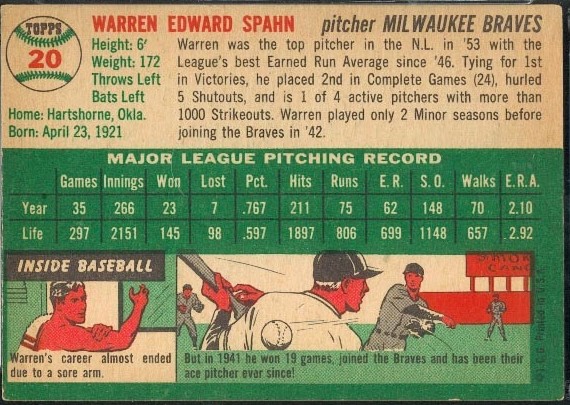 TOPPS
20
WARREN EDWARD SPAHN pitcher MILWAUKEE BRAVES
Height: 6'
Weight: 172
Throws Left
Bats Left
Home: Hartshorne, Okla.
Born: April 23, 1921
Warren was the top pitcher in the N.L. in '53 with the
League's best Earned Run Average since '46. Tying for 1st
in Victories, he placed 2nd in Complete Games (24), hurled
5 Shutouts, and is 1 of 4 active pitchers with more than
1000 Strikeouts. Warren played only 2 Minor seasons before
joining the Braves in '42.
MAJOR LEAGUE PITCHING RECORD
Games Innings Won Lost Pct. Hits Runs E.R. S.O. Walks E.R.A.
Year 35 266 23 7 .767 211 75 62 148 70 2.10
Life 297 2151 145 98 .597 1897 806 699 1148 657 2.92
INSIDE BASEBALL
Warren's career almost ended
due to a sore arm.
But in 1941 he won 19 games, joined the Braves and has been their
ace pitcher ever since!
T.C.G. Printed in U.S.A.